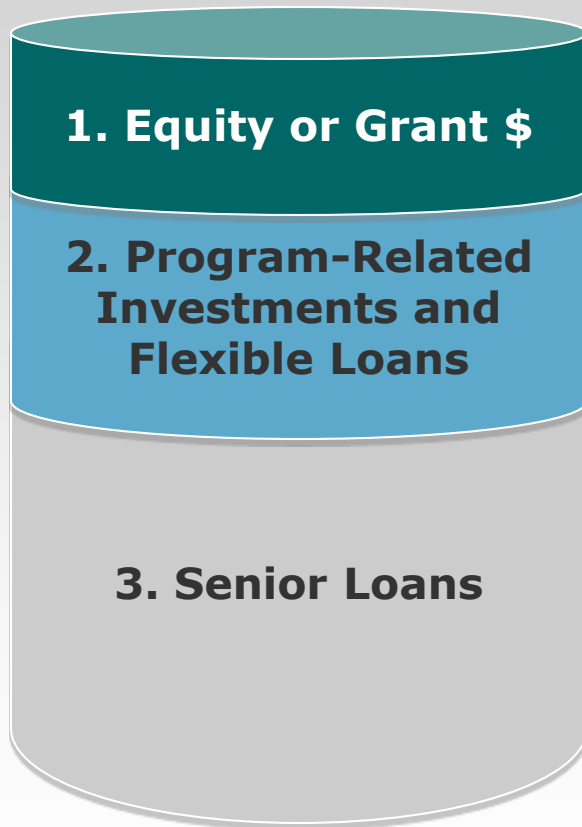 1. Equity or Grant $
2. Program-Related
Investments and
Flexible Loans
3. Senior Loans